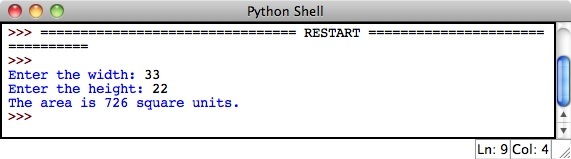 Python Shell
>>> ================================ RESTART ======================
==========
>>>
Enter the width: 33
Enter the height: 22
The area is 726 square units.
>>>
Ln: 9 Col: 4